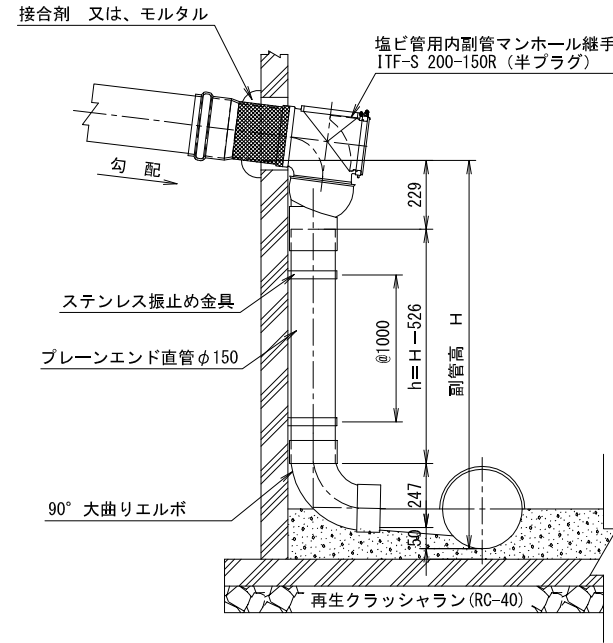 接合剤 又は、モルタル
塩ビ管用内副管マンホール継手
ITF-S 200-150R (半プラグ)
勾 配
229
ステンレス振止め金具
@1000
h=H-526
副管高 H
プレーンエンド直管φ150
247
90° 大曲りエルボ
50
再生クラッシャラン(RC-40)